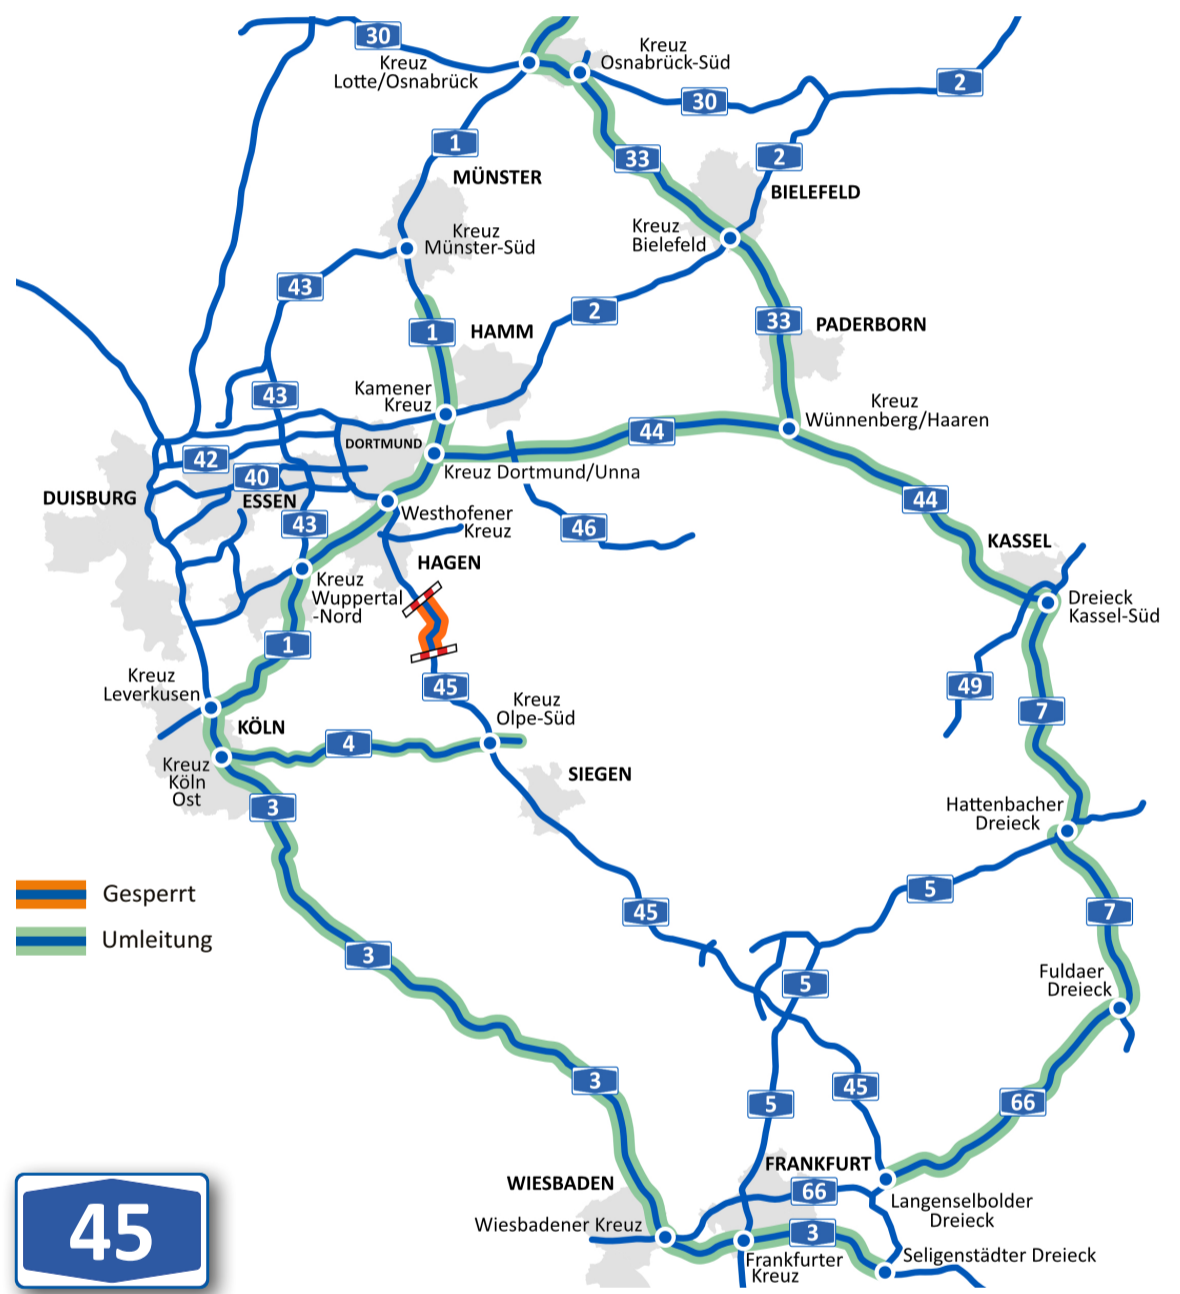 30
Kreuz
Lotte/Osnabrück
Kreuz
Osnabrück-Süd
2
30
1
33
2
MÜNSTER
BIELEFELD
Kreuz
Münster-Süd
Kreuz
Bielefeld
43
2
1
HAMM
33
PADERBORN
Kamener
Kreuz
43
Kreuz
Wünnenberg/Haaren
44
DORTMUND
42
Kreuz Dortmund/Unna
40
DUISBURG
ESSEN
44
Westhofener
Kreuz
43
46
KASSEL
HAGEN
Kreuz
Wuppertal
-Nord
Dreieck
Kassel-Süd
1
Kreuz
Leverkusen
45
49
Kreuz
Olpe-Süd
7
KÖLN
4
Kreuz
Köln
Ost
SIEGEN
3
Hattenbacher
Dreieck
Gesperrt
5
45
7
Umleitung
3
5
Fuldaer
Dreieck
3
45
5
66
FRANKFURT
WIESBADEN
66
Langenselbolder
Dreieck
Wiesbadener Kreuz
3
Frankfurter
Kreuz
Seligenstädter Dreieck
45